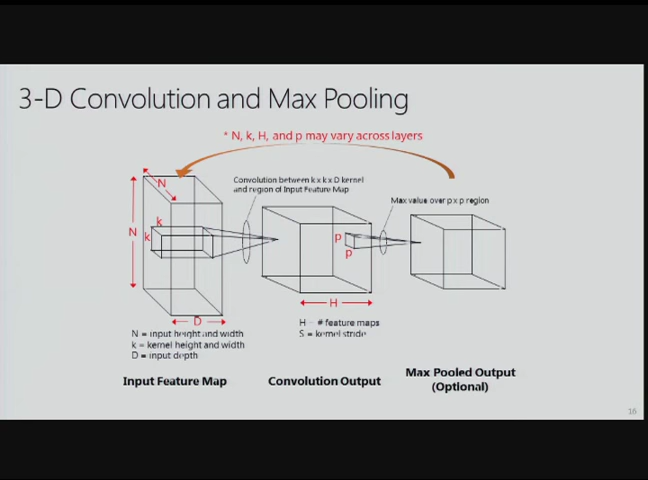 3-D Convolution and Max Pooling
* N, k, H, and p may vary across layers
N
Convolution between k x k x D kernel
and region of Input Feature Map
Max value over p x p region
N
k
k
p
p
H
D
N = input height and width
k = kernel height and width
D = input depth
H = # feature maps
S = kernel stride
Input Feature Map
Convolution Output
Max Pooled Output
(Optional)
16